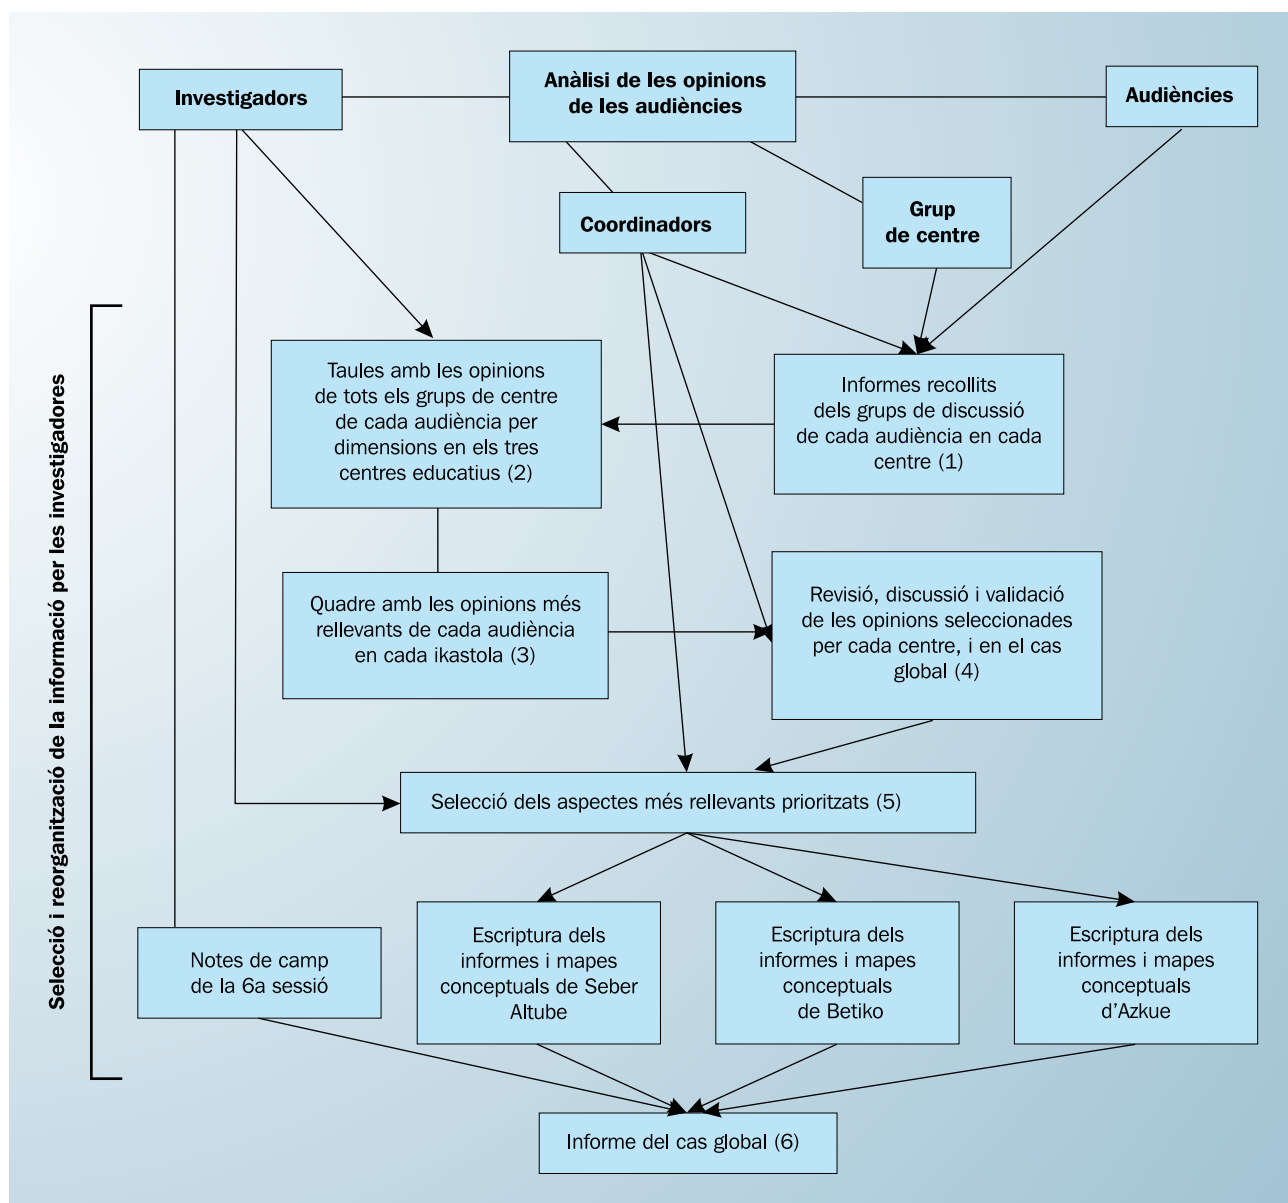 Investigadors
Anàlisi de les opinions
de les audiències
Audiències
Coordinadors
Grup
de centre
Selecció i reorganització de la informació per les investigadores
Taules amb les opinions
de tots els grups de centre
de cada audiència per
dimensions en els tres
centres educatius (2)
Informes recollits
dels grups de discussió
de cada audiència en cada
centre (1)
Quadre amb les opinions més
rellevants de cada audiència
en cada ikastola (3)
Revisió, discussió i validació
de les opinions seleccionades
per cada centre, i en el cas
global (4)
Selecció dels aspectes més rellevants prioritzats (5)
Notes de camp
de la 6a sessió
Escriptura dels
informes i mapes
conceptuals de Seber
Altube
Escriptura dels
informes i mapes
conceptuals
de Betiko
Escriptura dels
informes i mapes
conceptuals
d’Azkue
Informe del cas global (6)